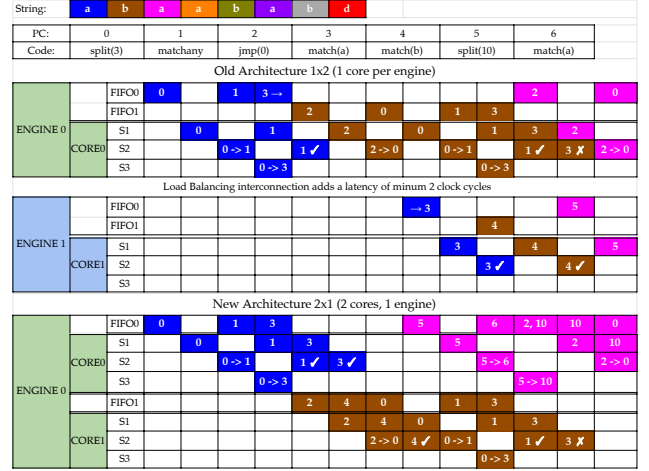 String: a b a a b a b d
PC: 0 1 2 3 4 5 6
Code: split(3) matchany jmp(0) match(a) match(b) split(10) match(a)
Old Architecture 1x2 (1 core per engine)
FIFO0 0 1 3 → 2 0
FIFO1 2 0 1 3
ENGINE 0 S1 0 1 2 0 1 3 2
CORE0 S2 0 -> 1 1 ✓ 2 -> 0 0 -> 1 1 ✓ 3 ✗ 2 -> 0
S3 0 -> 3 0 -> 3
Load Balancing interconnection adds a latency of minum 2 clock cycles
FIFO0 → 3 5
FIFO1 4
ENGINE 1 S1 3 4 5
CORE1 S2 3 ✓ 4 ✓
S3
New Architecture 2x1 (2 cores, 1 engine)
FIFO0 0 1 3 5 6 2, 10 10 0
S1 0 1 3 5 2 10
CORE0 S2 0 -> 1 1 ✓ 3 ✓ 5 -> 6 2 -> 0
ENGINE 0 S3 0 -> 3 5 -> 10
FIFO1 2 4 0 1 3
S1 2 4 0 1 3
CORE1 S2 2 -> 0 4 ✓ 0 -> 1 1 ✓ 3 ✗
S3 0 -> 3